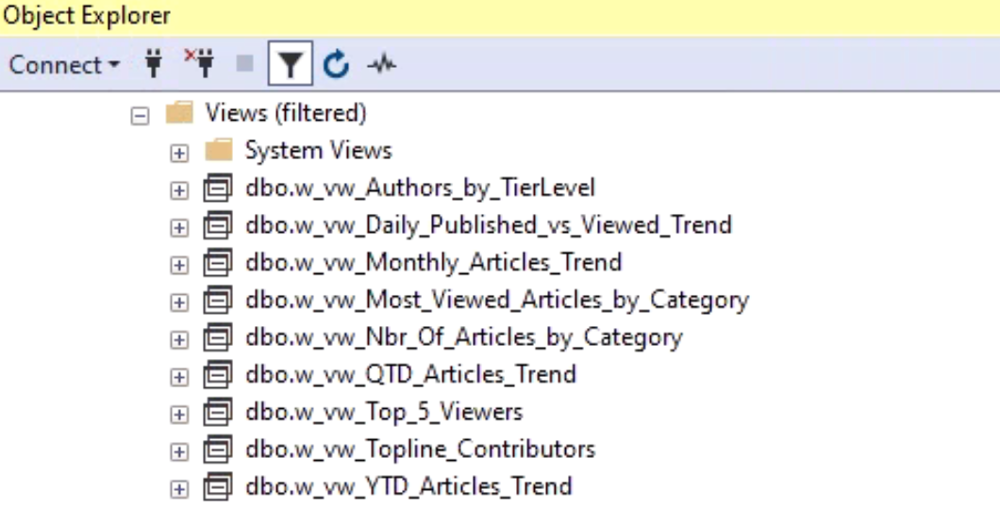 Object Explorer
Connect
Views (filtered)
System Views
dbo.w_vw_Authors_by_TierLevel
dbo.w_vw_Daily_Published_vs_Viewed_Trend
dbo.w_vw_Monthly_Articles_Trend
dbo.w_vw_Most_Viewed_Articles_by_Category
dbo.w_vw_Nbr_Of_Articles_by_Category
dbo.w_vw_QTD_Articles_Trend
dbo.w_vw_Top_5_Viewers
dbo.w_vw_Topline_Contributors
dbo.w_vw_YTD_Articles_Trend